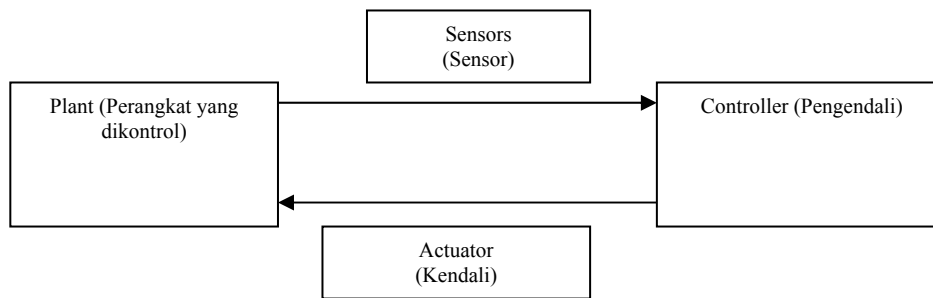 Sensors
(Sensor)
Plant (Perangkat yang
dikontrol)
Controller (Pengendali)
Actuator
(Kendali)